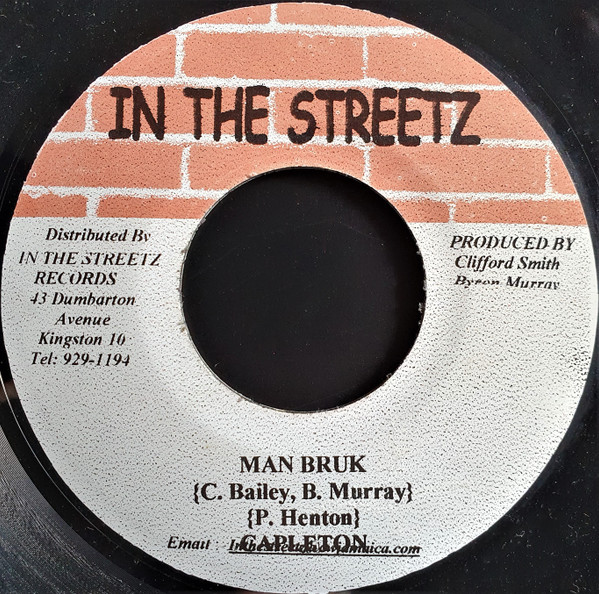 IN THE STREETZ
Distributed By
IN THE STREETZ
RECORDS
43 Dumbarton
Avenue
Kingston 10
Tel: 929-1194
PRODUCED BY
Clifford Smith
Byron Murray
MAN BRUK
{C. Bailey, B. Murray}
{P. Henton}
CAPLETON
Email :